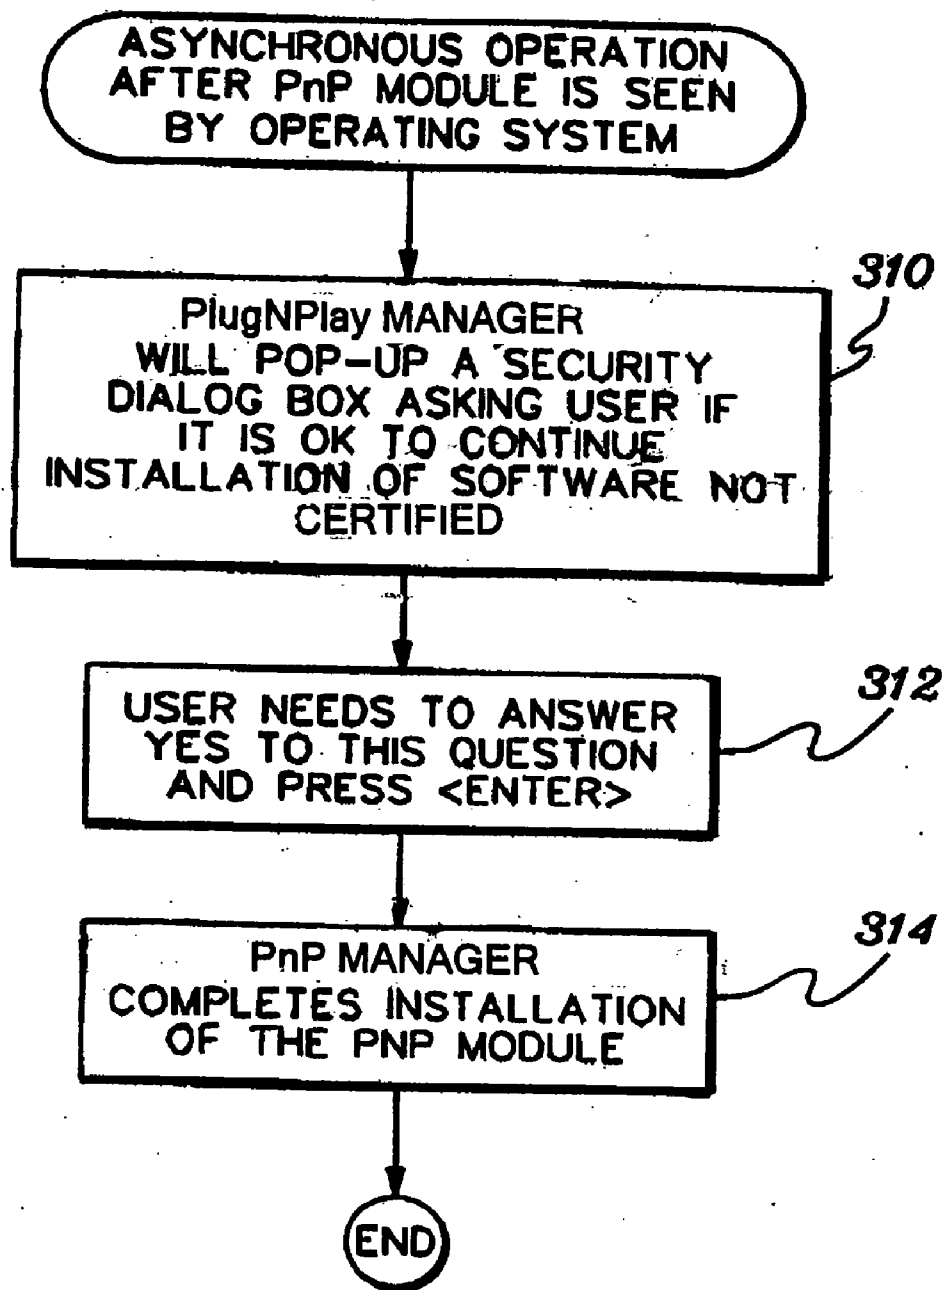 ASYNCHRONOUS OPERATION
AFTER PnP MODULE IS SEEN
BY OPERATING SYSTEM
310
PlugNPlay MANAGER
WILL POP-UP A SECURITY
DIALOG BOX ASKING USER IF
IT IS OK TO CONTINUE
INSTALLATION OF SOFTWARE NOT
CERTIFIED
312
USER NEEDS TO ANSWER
YES TO THIS QUESTION
AND PRESS <ENTER>
314
PnP MANAGER
COMPLETES INSTALLATION
OF THE PNP MODULE
END